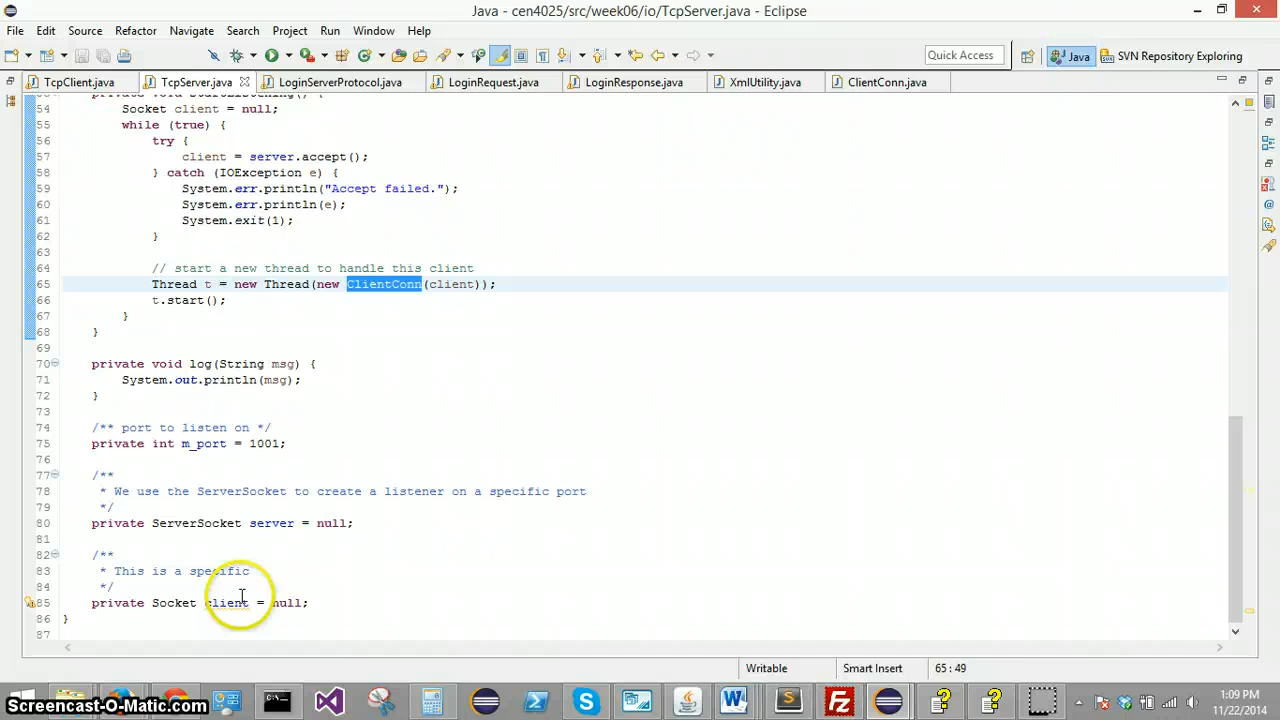 Java - cen4025/src/week06/io/TcpServer.java - Eclipse
File Edit Source Refactor Navigate Search Project Run Window Help
Quick Access Java SVN Repository Exploring
TcpClient.java TcpServer.java LoginServerProtocol.java LoginRequest.java LoginResponse.java XmlUtility.java ClientConn.java
54 Socket client = null;
55 while (true) {
56 try {
57 client = server.accept();
58 } catch (IOException e) {
59 System.err.println("Accept failed.");
60 System.err.println(e);
61 System.exit(1);
62 }
63
64 // start a new thread to handle this client
65 Thread t = new Thread(new ClientConn(client));
66 t.start();
67 }
68 }
69
70 private void log(String msg) {
71 System.out.println(msg);
72 }
73
74 /** port to listen on */
75 private int m_port = 1001;
76
77 /**
78 * We use the ServerSocket to create a listener on a specific port
79 */
80 private ServerSocket server = null;
81
82 /**
83 * This is a specific
84 */
85 private Socket client = null;
86 }
87
Writable Smart Insert 65 : 49
Screencast-O-Matic.com
1:09 PM
11/22/2014